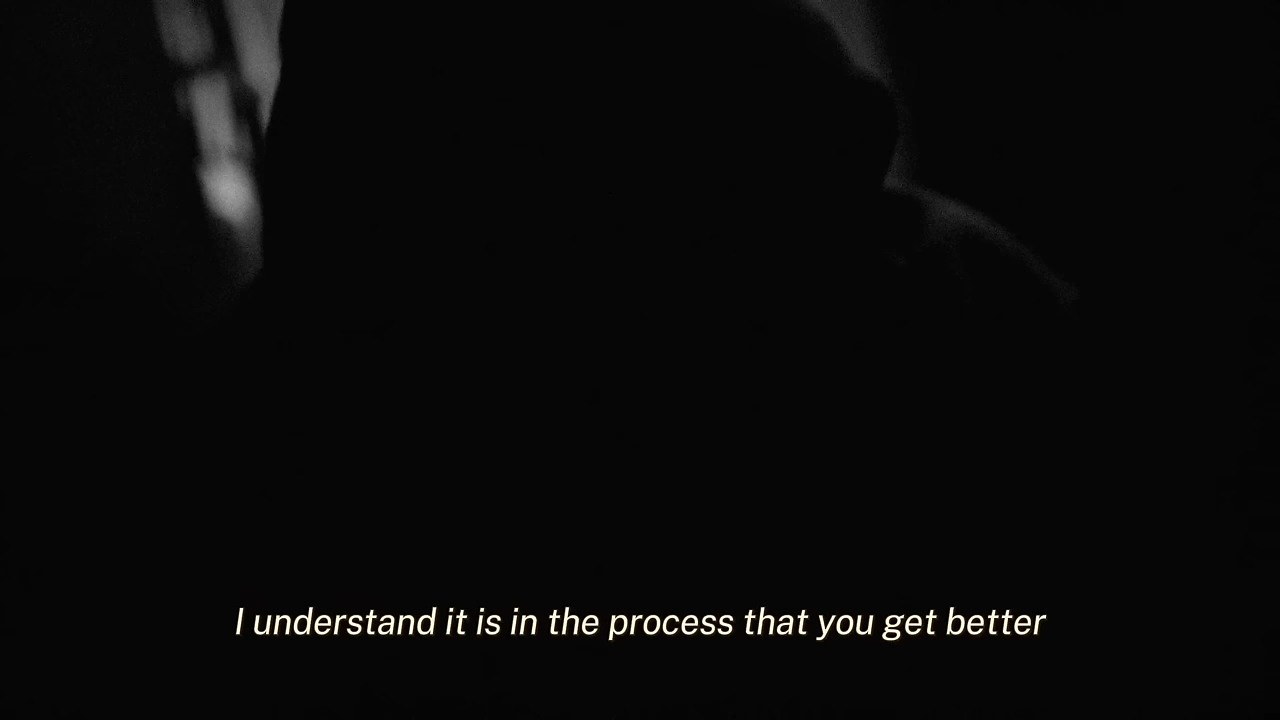 I understand it is in the process that you get better